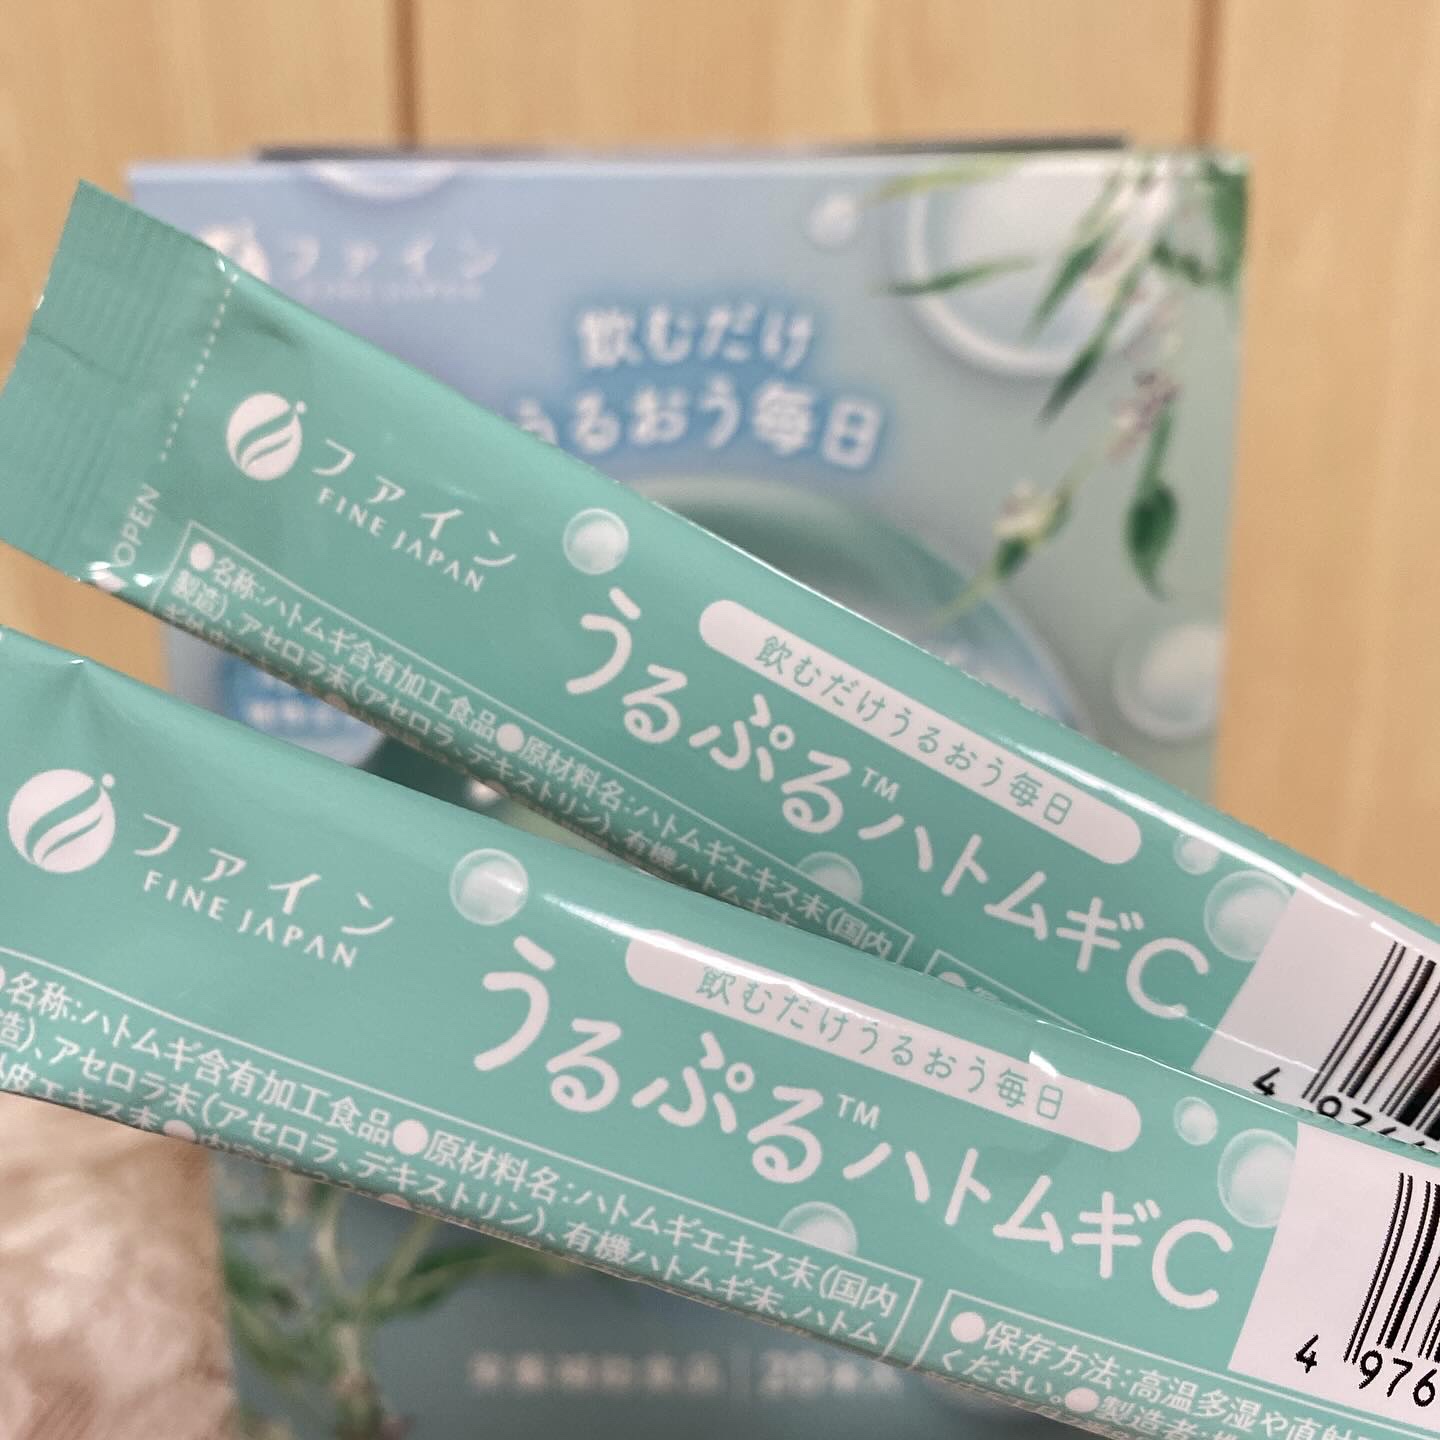 ファイン
飲むだけ
うるおう毎日
OPEN
ファイン
FINE JAPAN
飲むだけうるおう毎日
うるぷる™ハトムギC
●名称:ハトムギ含有加工食品●原材料名:ハトムギエキス末(国内
製造)、アセロラ末(アセロラ、デキストリン)、有機ハトムギ末
4 976
ファイン
FINE JAPAN
飲むだけうるおう毎日
うるぷる™ハトムギC
●名称:ハトムギ含有加工食品●原材料名:ハトムギエキス末(国内
造)、アセロラ末(アセロラ、デキストリン)、有機ハトムギ末、ハトム
皮エキス末
●保存方法:高温多湿や直射
ください。●製造者:
4 976